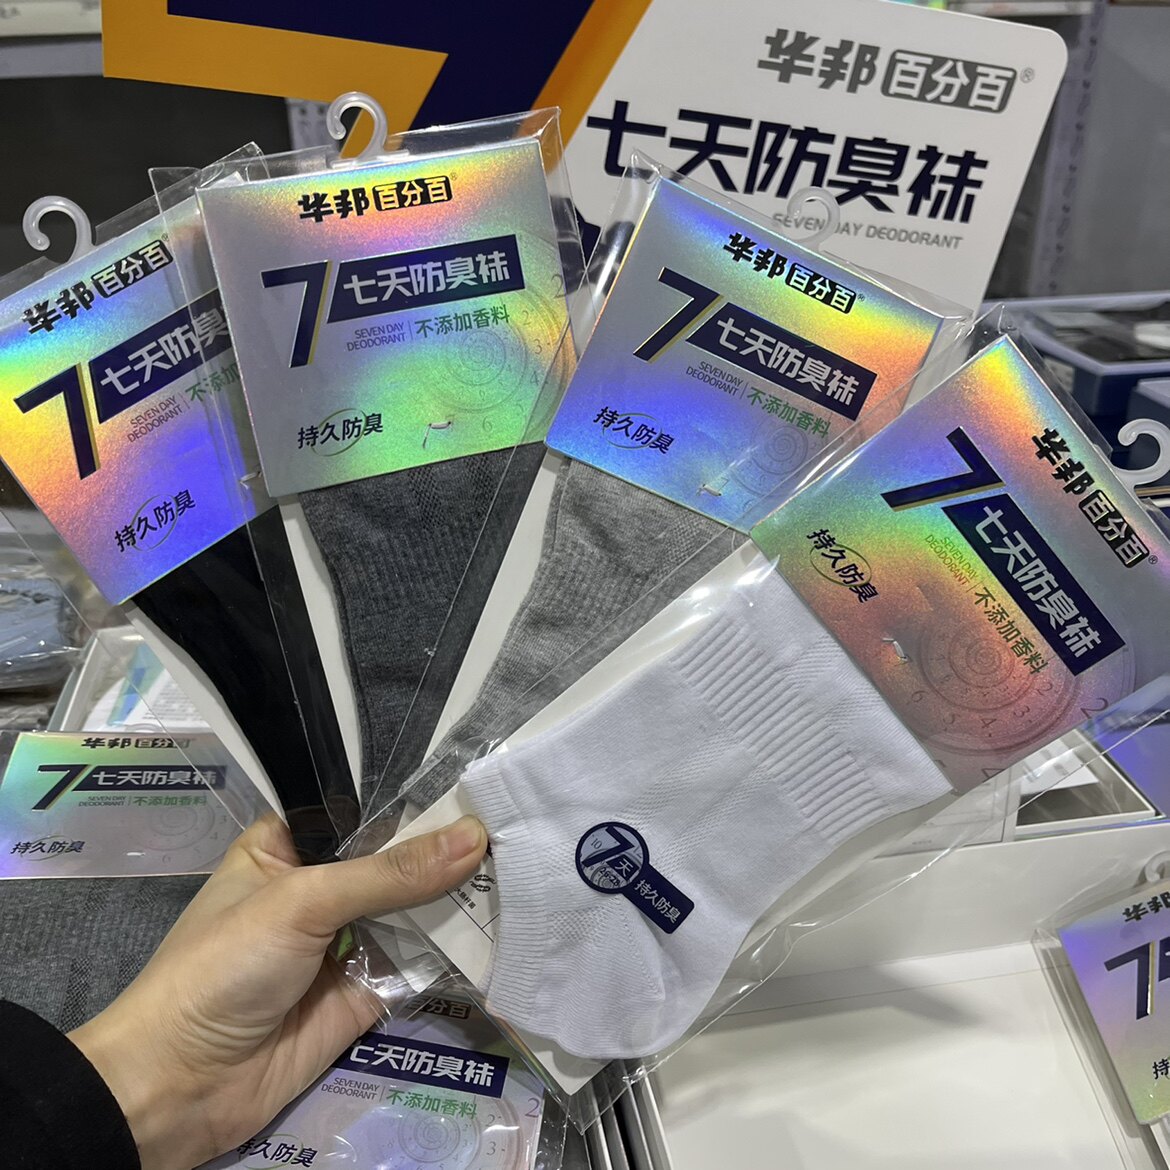 华邦 百分百®
七天防臭袜
SEVEN DAY DEODORANT
华邦 百分百
7 七天防臭
SEVEN DAY
DEODORANT
不添加
持久防臭
华邦 百分百®
7 七天防臭袜
SEVEN DAY
DEODORANT
不添加香料
持久防臭
华邦 百分百®
7 七天防臭袜
SEVEN DAY
DEODORANT
不添加香料
持久防臭
华邦 百分百®
7 七天防臭袜
SEVEN DAY
DEODORANT
不添加香料
持久防臭
7天
持久防臭
华邦 百分百
7 七天防臭袜
SEVEN DAY
DEODORANT
不添加香料
持久防臭
分百
七天防臭袜
SEVEN DAY
DEODORANT
不添加香料
持久防臭
华邦
7
持